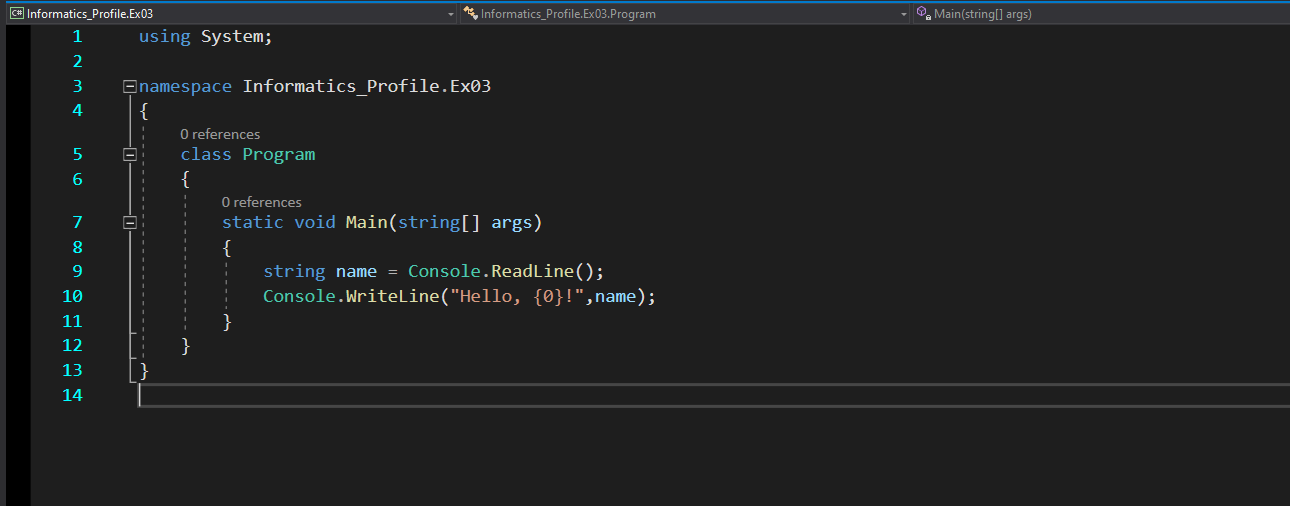 C# Informatics_Profile.Ex03 Informatics_Profile.Ex03.Program Main(string[] args)
1 using System;
2
3 namespace Informatics_Profile.Ex03
4 {
0 references
5 class Program
6 {
0 references
7 static void Main(string[] args)
8 {
9 string name = Console.ReadLine();
10 Console.WriteLine("Hello, {0}!",name);
11 }
12 }
13 }
14